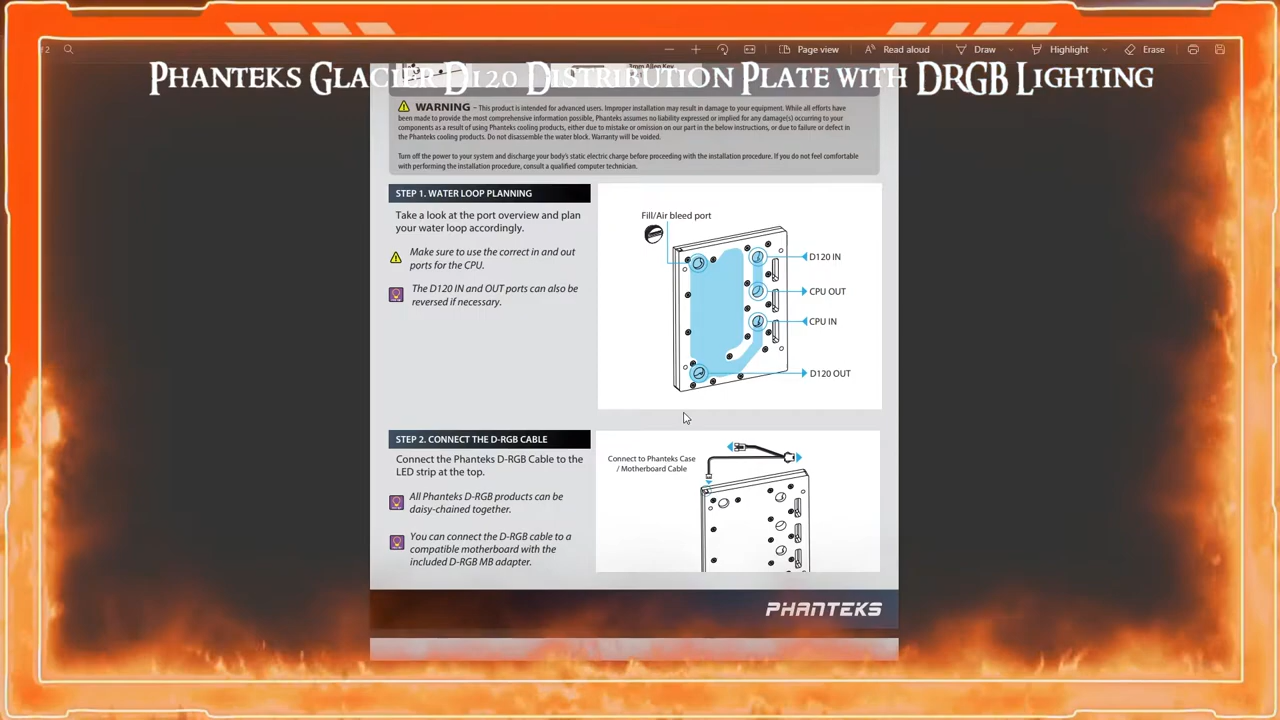 2
Page view
Read aloud
Draw
Highlight
Erase
Phanteks Glacier D120 Distribution Plate with DRGB Lighting
3mm Allen Key
WARNING – This product is intended for advanced users. Improper installation may result in damage to your equipment. While all efforts have
been made to provide the most comprehensive information possible, Phanteks assumes no liability expressed or implied for any damage(s) occurring to your
components as a result of using Phanteks cooling products, either due to mistake or omission on our part in the below instructions, or due to failure or defect in
the Phanteks cooling products. Do not disassemble the water block. Warranty will be voided.
Turn off the power to your system and discharge your body's static electric charge before proceeding with the installation procedure. If you do not feel comfortable
with performing the installation procedure, consult a qualified computer technician.
STEP 1. WATER LOOP PLANNING
Take a look at the port overview and plan
your water loop accordingly.
Make sure to use the correct in and out
ports for the CPU.
The D120 IN and OUT ports can also be
reversed if necessary.
Fill/Air bleed port
D120 IN
CPU OUT
CPU IN
D120 OUT
STEP 2. CONNECT THE D-RGB CABLE
Connect the Phanteks D-RGB Cable to the
LED strip at the top.
All Phanteks D-RGB products can be
daisy-chained together.
You can connect the D-RGB cable to a
compatible motherboard with the
included D-RGB MB adapter.
Connect to Phanteks Case
/ Motherboard Cable
PHANTEKS